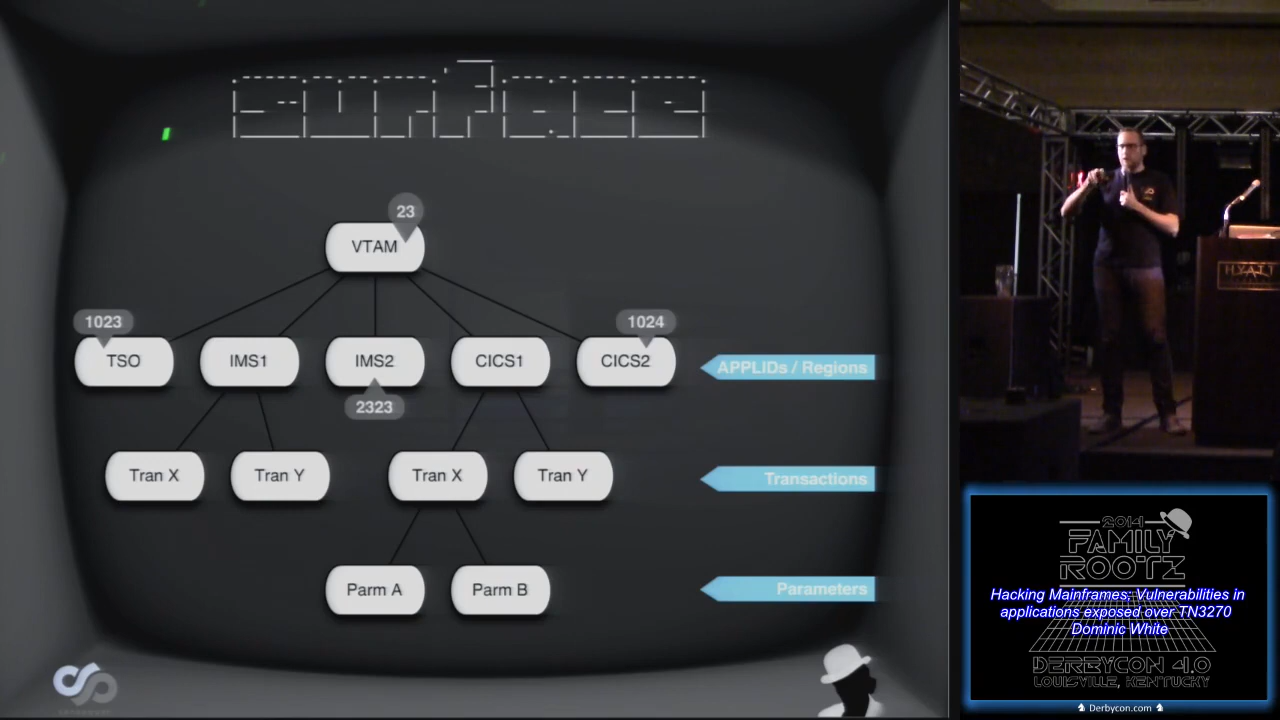 23
VTAM
1023
1024
TSO
IMS1
IMS2
CICS1
CICS2
APPLIDs / Regions
2323
Tran X
Tran Y
Tran X
Tran Y
Transactions
Parm A
Parm B
Parameters
HYATT
2014
FAMILY
ROOTZ
Hacking Mainframes; Vulnerabilities in
applications exposed over TN3270
Dominic White
DERBYCON 4.0
LOUISVILLE, KENTUCKY
Derbycon.com